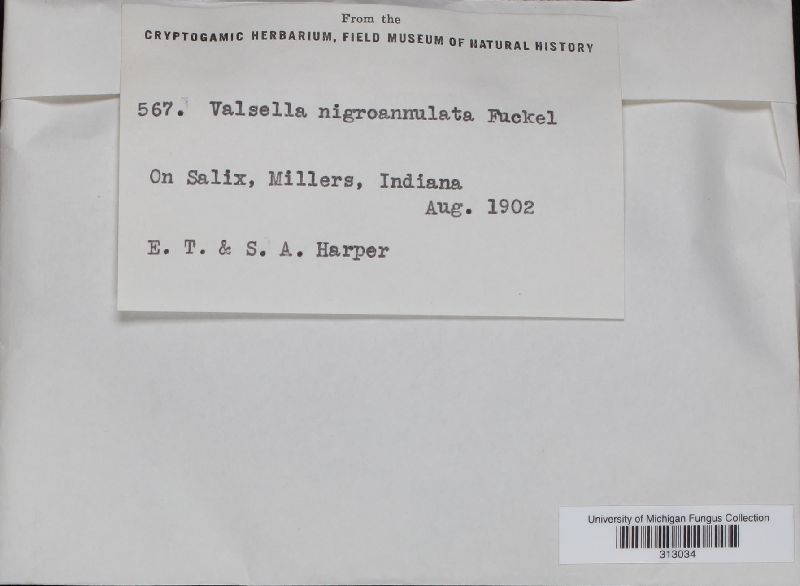 From the
CRYPTOGAMIC HERBARIUM, FIELD MUSEUM OF NATURAL HISTORY
567. Valsella nigroannulata Fuckel
On Salix, Millers, Indiana
Aug. 1902
E. T. & S. A. Harper
University of Michigan Fungus Collection
313034